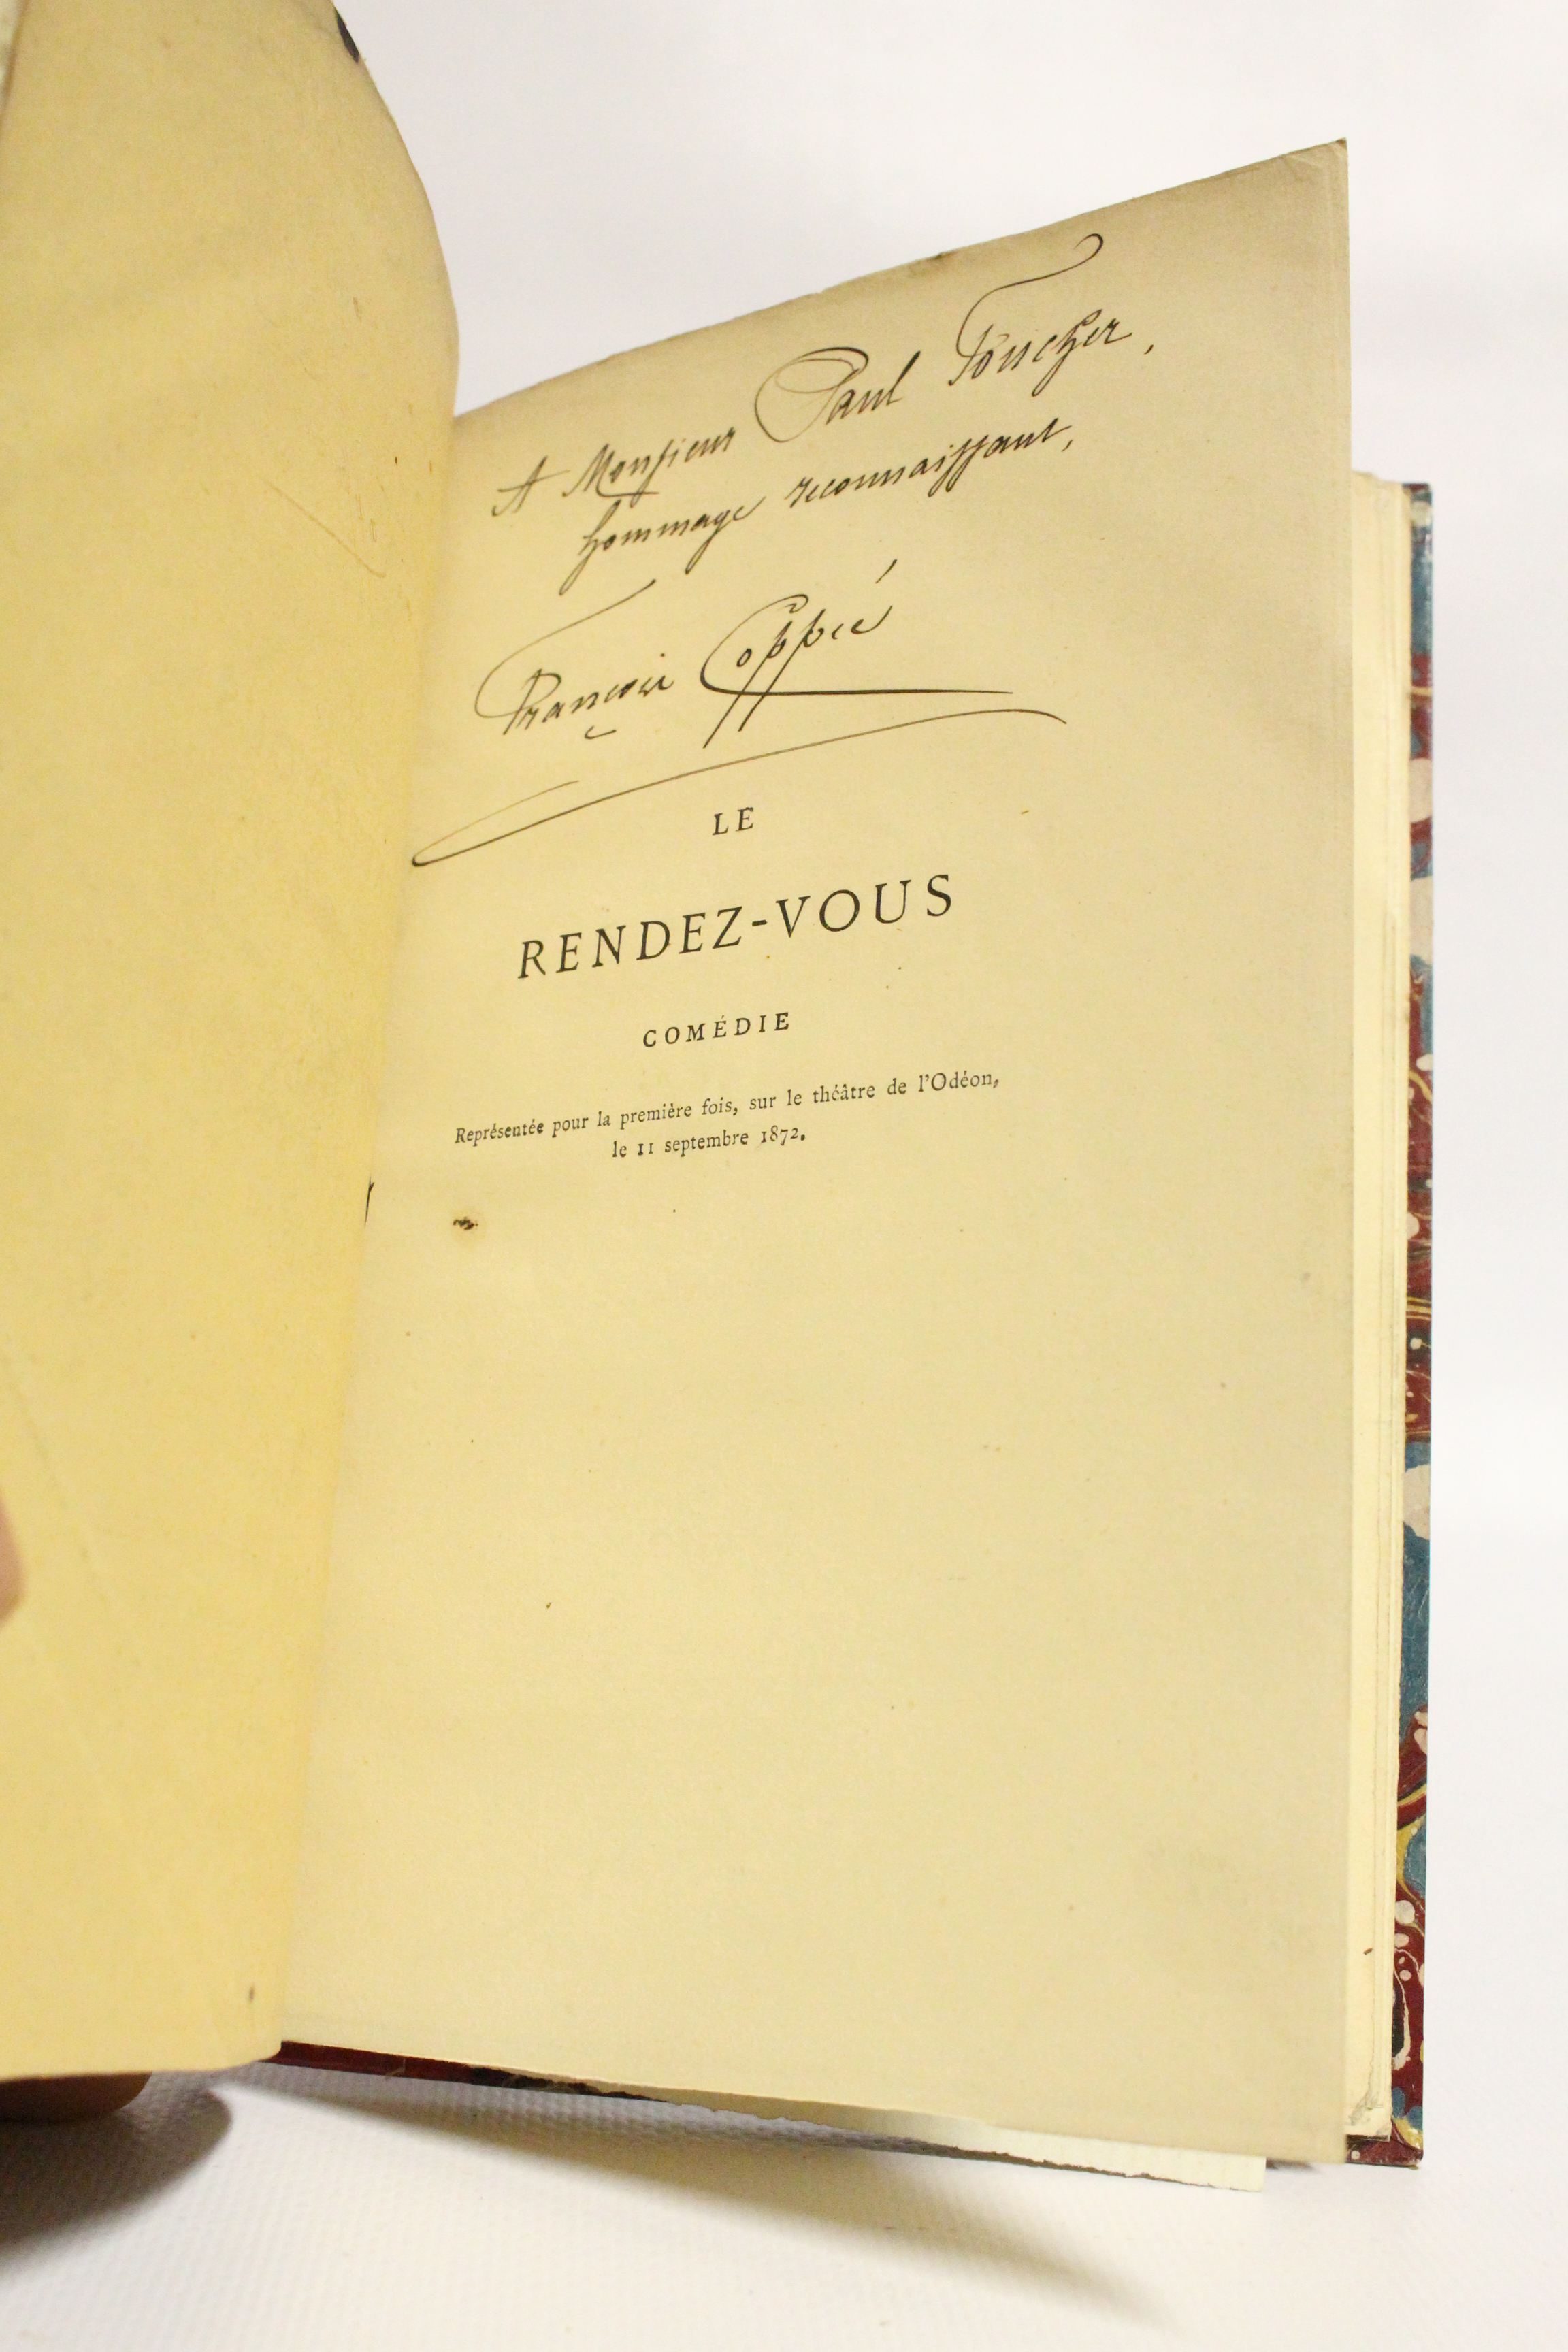 A Monsieur Paul Foucher,
hommage reconnaissant,
François Coppée
LE
RENDEZ-VOUS
COMÉDIE
Représentée pour la première fois, sur le théâtre de l'Odéon,
le 11 septembre 1872.